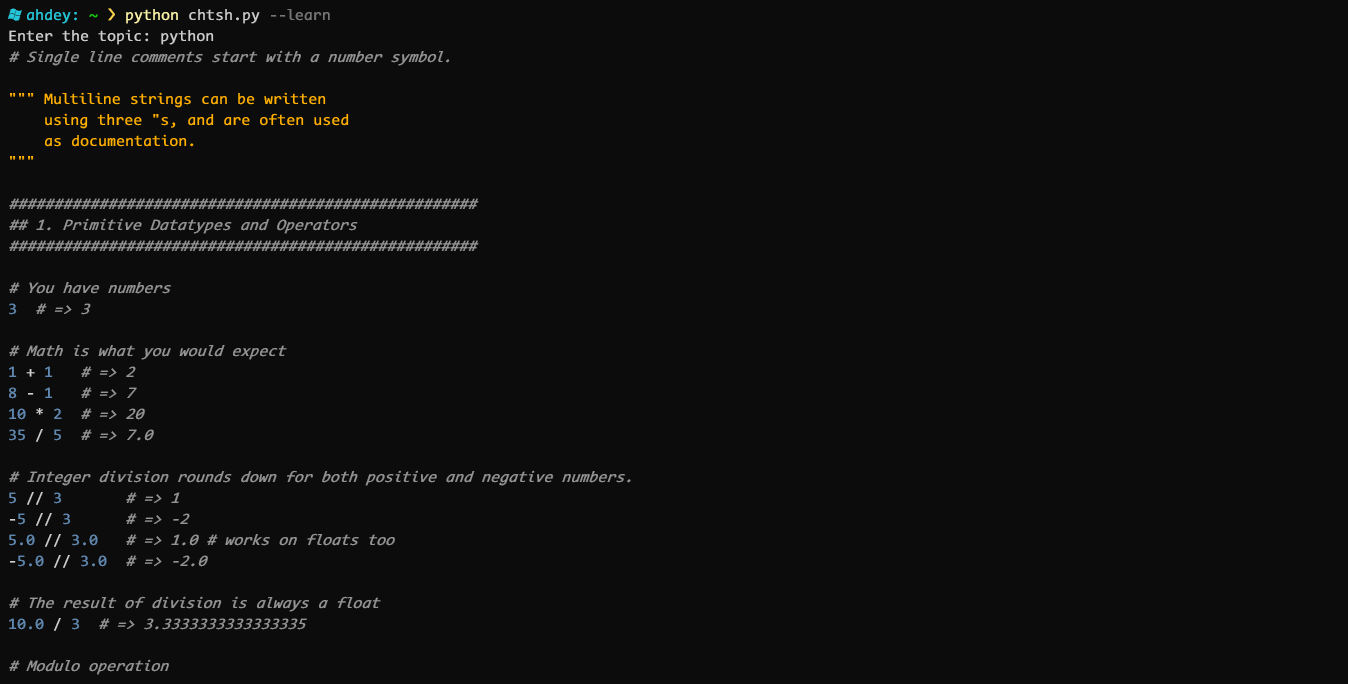 ahdey: ~ ❯ python chtsh.py --learn
Enter the topic: python
# Single line comments start with a number symbol.

""" Multiline strings can be written
    using three "s, and are often used
    as documentation.
"""

####################################################
## 1. Primitive Datatypes and Operators
####################################################

# You have numbers
3  # => 3

# Math is what you would expect
1 + 1   # => 2
8 - 1   # => 7
10 * 2  # => 20
35 / 5  # => 7.0

# Integer division rounds down for both positive and negative numbers.
5 // 3       # => 1
-5 // 3      # => -2
5.0 // 3.0   # => 1.0 # works on floats too
-5.0 // 3.0  # => -2.0

# The result of division is always a float
10.0 / 3  # => 3.3333333333333335

# Modulo operation